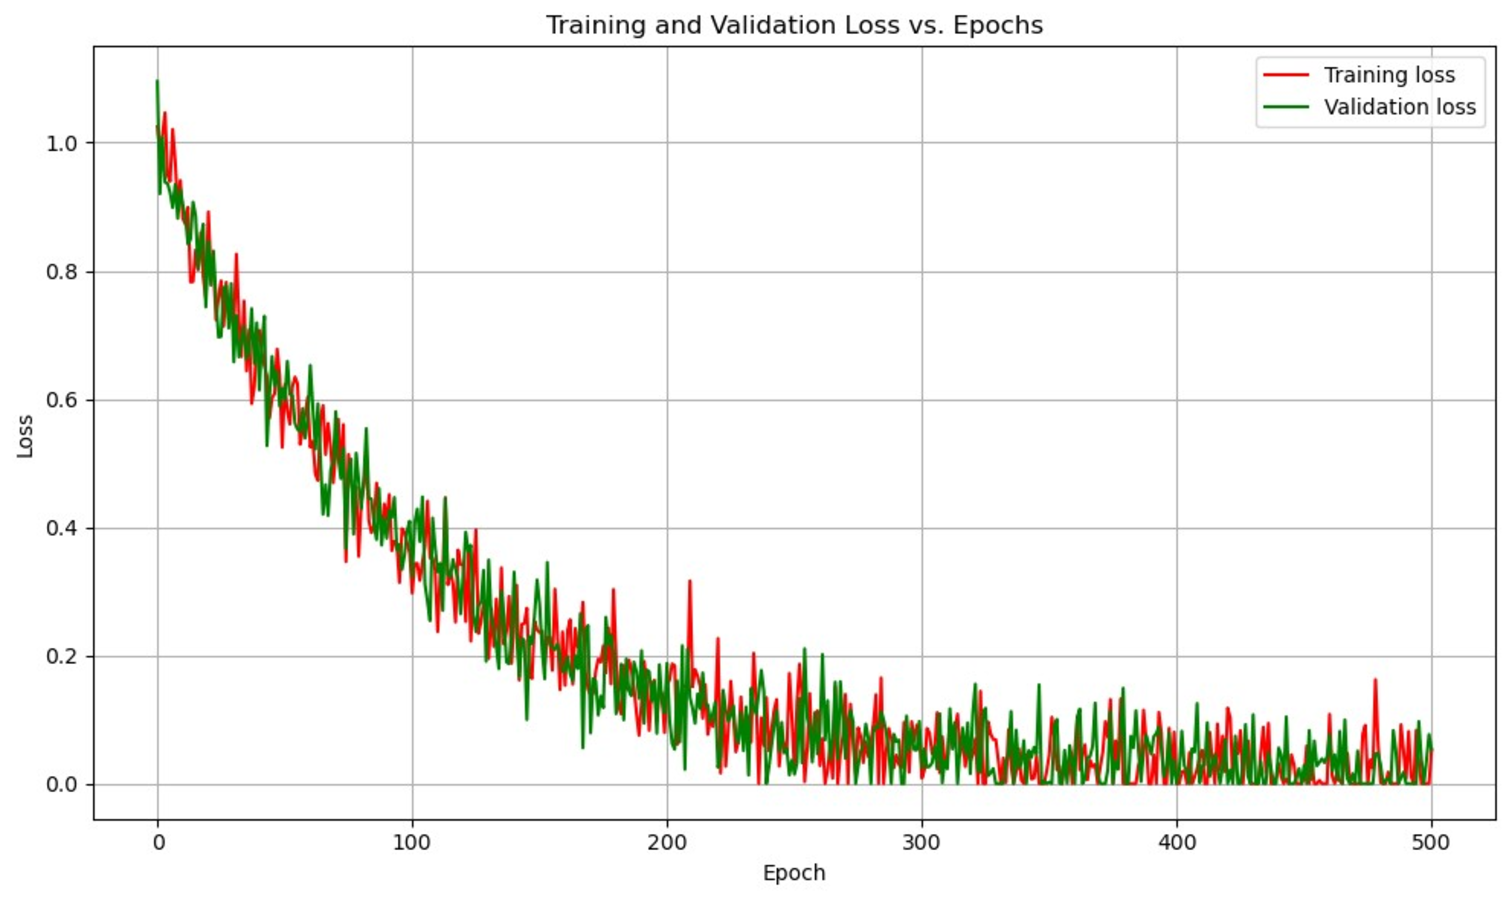 Training and Validation Loss vs. Epochs
Training loss
Validation loss
1.0
0.8
0.6
0.4
0.2
0.0
Loss
0 100 200 300 400 500
Epoch